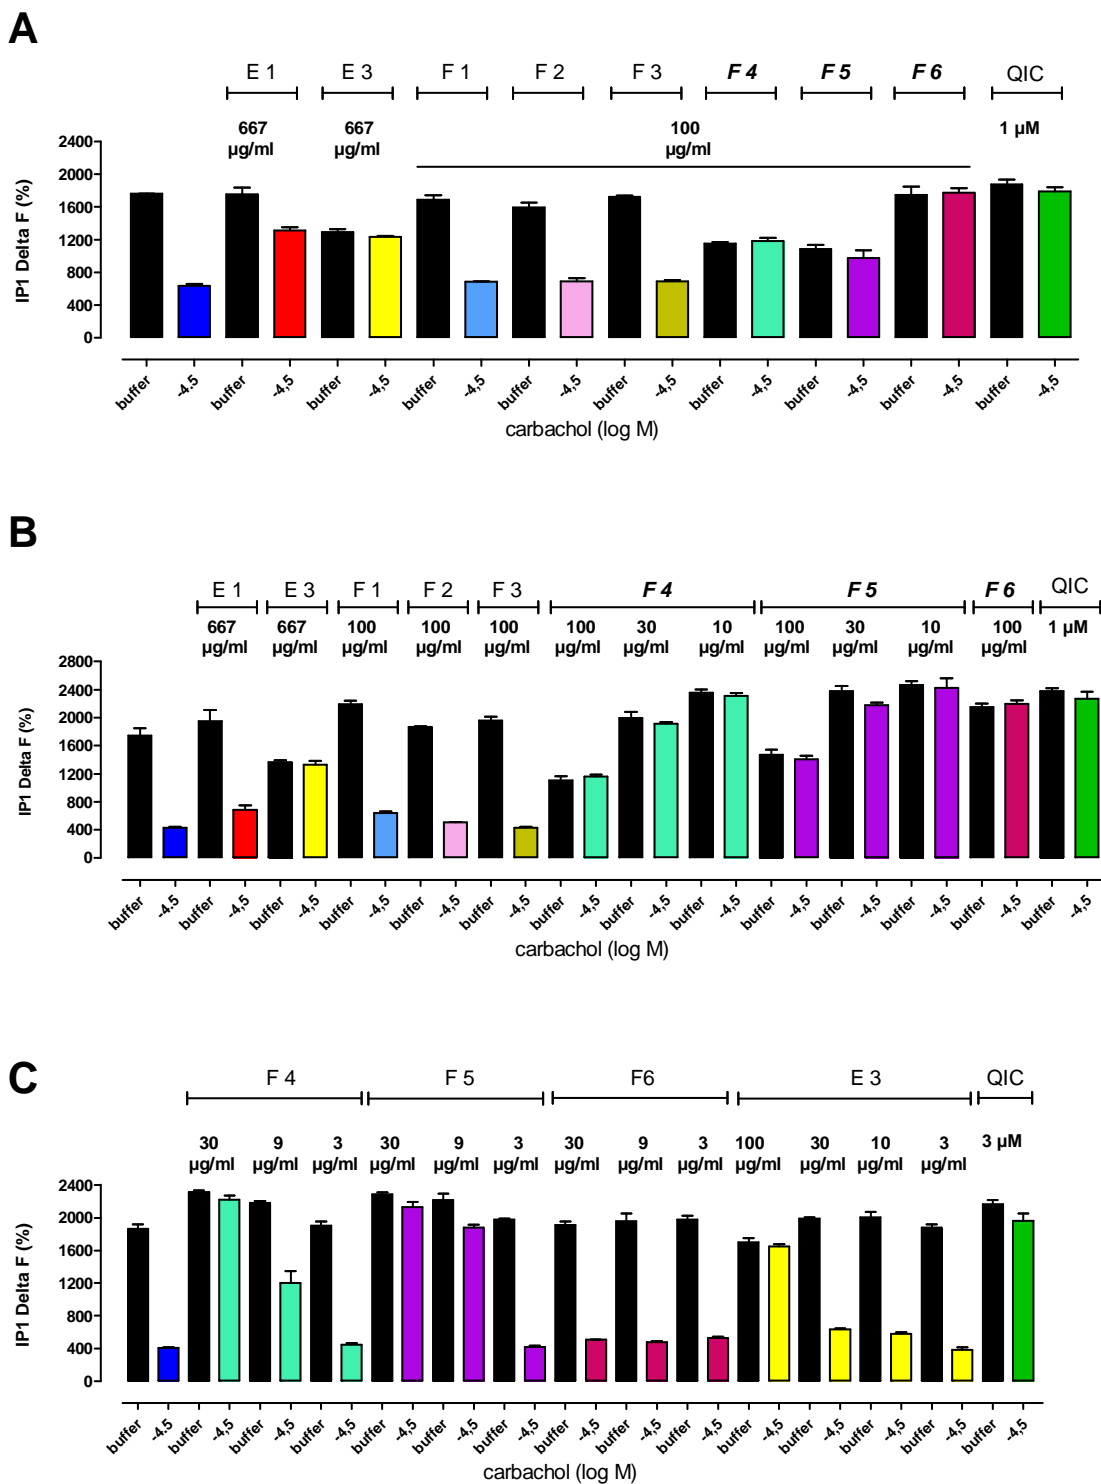 A
E 1 E 3 F 1 F 2 F 3 F 4 F 5 F 6 QIC
667 µg/ml 667 µg/ml 100 µg/ml 1 µM
2400
2000
1600
1200
800
400
0
IP1 Delta F (%)
buffer -4,5 buffer -4,5 buffer -4,5 buffer -4,5 buffer -4,5 buffer -4,5 buffer -4,5 buffer -4,5 buffer -4,5 buffer -4,5
carbachol (log M)
B
E 1 E 3 F 1 F 2 F 3 F 4 F 5 F 6 QIC
667 µg/ml 667 µg/ml 100 µg/ml 100 µg/ml 100 µg/ml 100 µg/ml 30 µg/ml 10 µg/ml 100 µg/ml 30 µg/ml 10 µg/ml 100 µg/ml 1 µM
2800
2400
2000
1600
1200
800
400
0
IP1 Delta F (%)
buffer -4,5 buffer -4,5 buffer -4,5 buffer -4,5 buffer -4,5 buffer -4,5 buffer -4,5 buffer -4,5 buffer -4,5 buffer -4,5 buffer -4,5 buffer -4,5 buffer -4,5 buffer -4,5
carbachol (log M)
C
F 4 F 5 F6 E 3 QIC
30 µg/ml 9 µg/ml 3 µg/ml 30 µg/ml 9 µg/ml 3 µg/ml 30 µg/ml 9 µg/ml 3 µg/ml 100 µg/ml 30 µg/ml 10 µg/ml 3 µg/ml 3 µM
2400
2000
1600
1200
800
400
0
IP1 Delta F (%)
buffer -4,5 buffer -4,5 buffer -4,5 buffer -4,5 buffer -4,5 buffer -4,5 buffer -4,5 buffer -4,5 buffer -4,5 buffer -4,5 buffer -4,5 buffer -4,5 buffer -4,5 buffer -4,5 buffer -4,5
carbachol (log M)